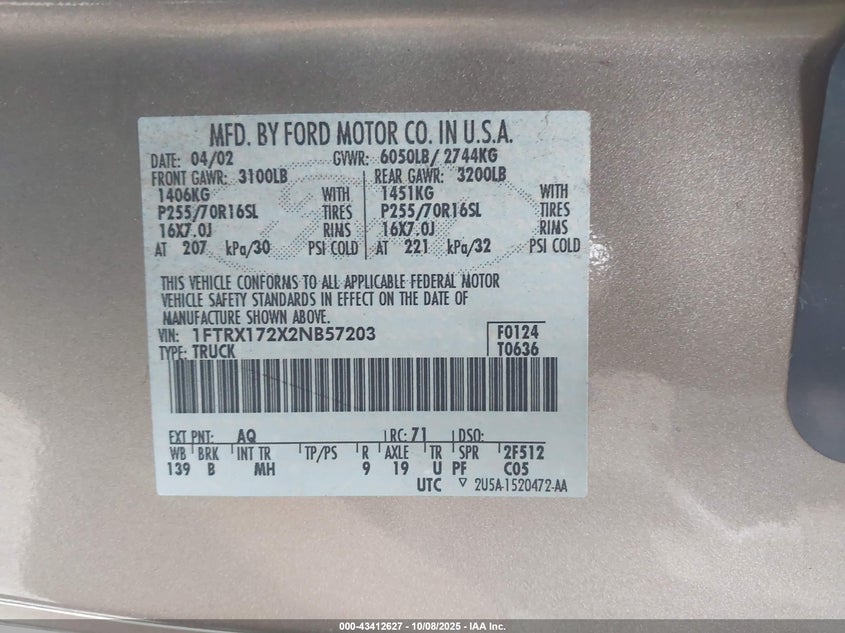 MFD. BY FORD MOTOR CO. IN U.S.A.
DATE: 04/02 GVWR: 6050LB/ 2744KG
FRONT GAWR: 3100LB REAR GAWR: 3200LB
1406KG WITH 1451KG WITH
P255/70R16SL TIRES P255/70R16SL TIRES
16X7.0J RIMS 16X7.0J RIMS
AT 207 kPa/30 PSI COLD AT 221 kPa/32 PSI COLD
THIS VEHICLE CONFORMS TO ALL APPLICABLE FEDERAL MOTOR
VEHICLE SAFETY STANDARDS IN EFFECT ON THE DATE OF
MANUFACTURE SHOWN ABOVE.
VIN: 1FTRX172X2NB57203 F0124
TYPE: TRUCK T0636
EXT PNT: AQ RC: 71 DSO:
WB BRK INT TR TP/PS R AXLE TR SPR 2F512
139 B MH 9 19 U PF C05
UTC ▽ 2U5A-1520472-AA
000-43412627 - 10/08/2025 - IAA Inc.